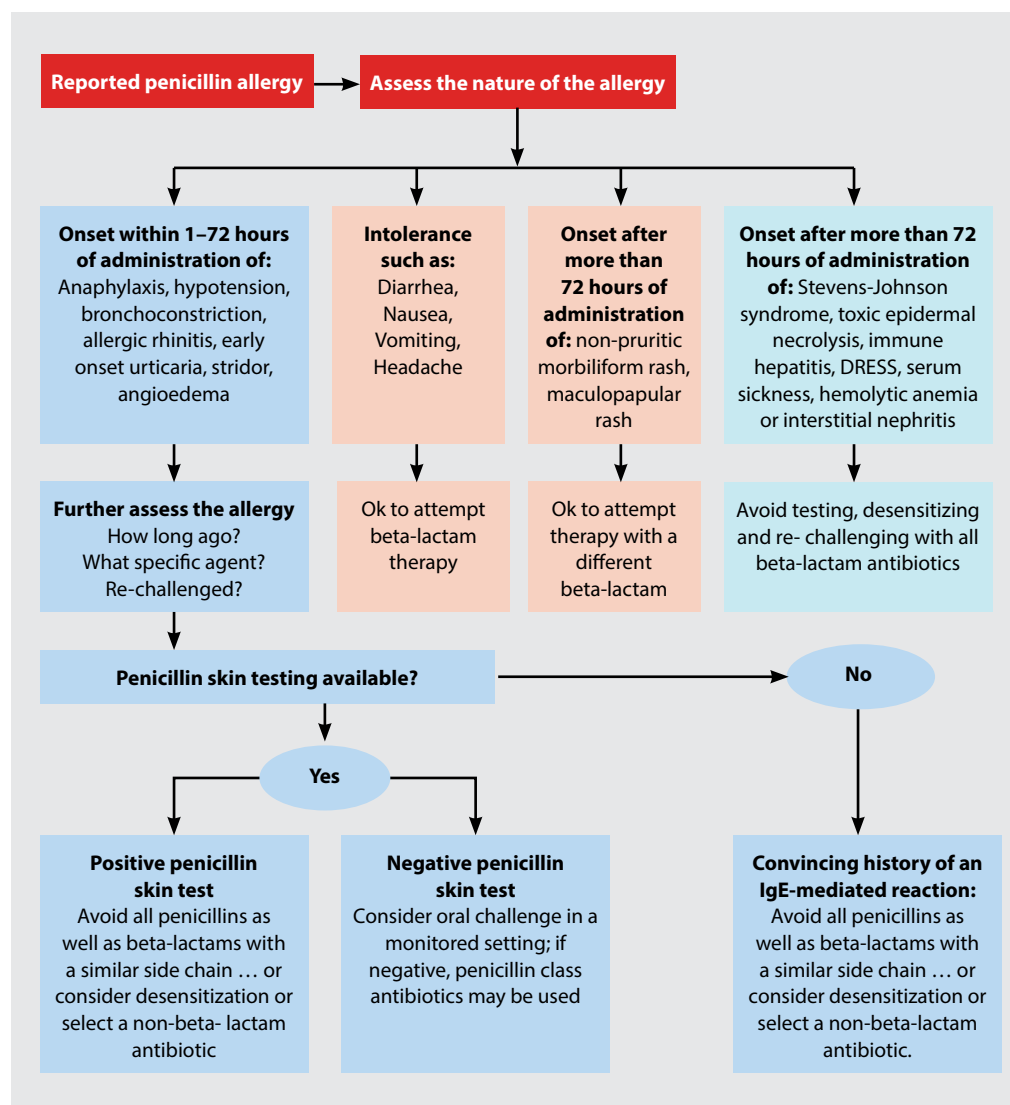 Reported penicillin allergy
Assess the nature of the allergy
Onset within 1–72 hours
of administration of:
Anaphylaxis, hypotension,
bronchoconstriction,
allergic rhinitis, early
onset urticaria, stridor,
angioedema
Intolerance
such as:
Diarrhea,
Nausea,
Vomiting,
Headache
Onset after
more than
72 hours of
administration
of: non-pruritic
morbiliform rash,
maculopapular
rash
Onset after more than 72
hours of administration
of: Stevens-Johnson
syndrome, toxic epidermal
necrolysis, immune
hepatitis, DRESS, serum
sickness, hemolytic anemia
or interstitial nephritis
Further assess the allergy
How long ago?
What specific agent?
Re-challenged?
Ok to attempt
beta-lactam
therapy
Ok to attempt
therapy with a
different
beta-lactam
Avoid testing, desensitizing
and re- challenging with all
beta-lactam antibiotics
Penicillin skin testing available?
No
Yes
Positive penicillin
skin test
Avoid all penicillins as
well as beta-lactams with
a similar side chain … or
consider desensitization or
select a non-beta- lactam
antibiotic
Negative penicillin
skin test
Consider oral challenge in a
monitored setting; if
negative, penicillin class
antibiotics may be used
Convincing history of an
IgE-mediated reaction:
Avoid all penicillins as
well as beta-lactams with
a similar side chain … or
consider desensitization or
select a non-beta-lactam
antibiotic.